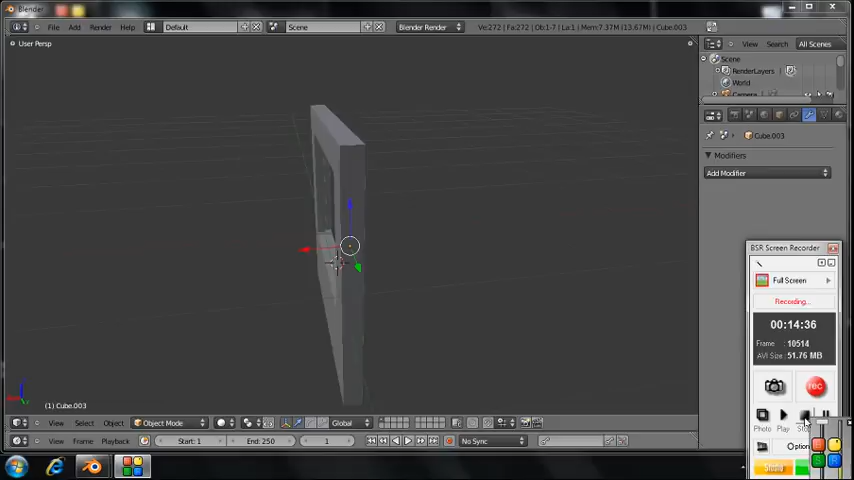 Blender
File Add Render Help Default Scene Blender Render Ve:272 | Fa:272 | Ob:1-7 | La:1 | Mem:7.37M (13.67M) | Cube.003
User Persp
View Search All Scenes
Scene
RenderLayers
World
Camera
Cube.003
Modifiers
Add Modifier
BSR Screen Recorder
Full Screen
Recording...
00:14:36
Frame : 10514
AVI Size: 51.76 MB
rec
Photo Play Stop
Option
Studio
(1) Cube.003
View Select Object Object Mode Global
View Frame Playback Start: 1 End: 250 1 No Sync